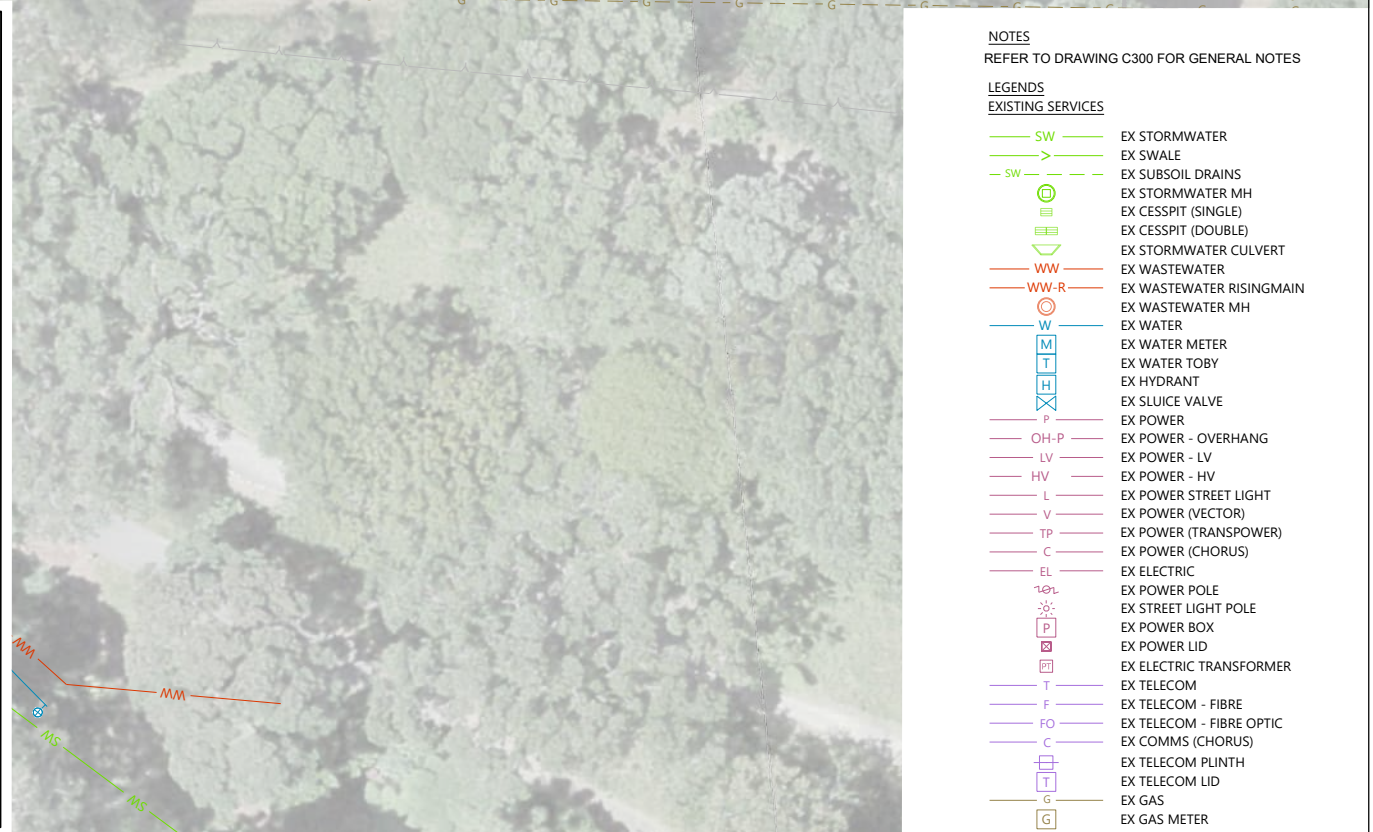 G G G G G G G G G G
NOTES
REFER TO DRAWING C300 FOR GENERAL NOTES
LEGENDS
EXISTING SERVICES
SW EX STORMWATER
> EX SWALE
SW EX SUBSOIL DRAINS
EX STORMWATER MH
EX CESSPIT (SINGLE)
EX CESSPIT (DOUBLE)
EX STORMWATER CULVERT
WW EX WASTEWATER
WW-R EX WASTEWATER RISINGMAIN
EX WASTEWATER MH
W EX WATER
M EX WATER METER
T EX WATER TOBY
H EX HYDRANT
EX SLUICE VALVE
P EX POWER
OH-P EX POWER - OVERHANG
LV EX POWER - LV
HV EX POWER - HV
L EX POWER STREET LIGHT
V EX POWER (VECTOR)
TP EX POWER (TRANSPOWER)
C EX POWER (CHORUS)
EL EX ELECTRIC
EX POWER POLE
EX STREET LIGHT POLE
P EX POWER BOX
EX POWER LID
PT EX ELECTRIC TRANSFORMER
T EX TELECOM
F EX TELECOM - FIBRE
FO EX TELECOM - FIBRE OPTIC
C EX COMMS (CHORUS)
EX TELECOM PLINTH
T EX TELECOM LID
G EX GAS
G EX GAS METER
WW
WW
SW
SW